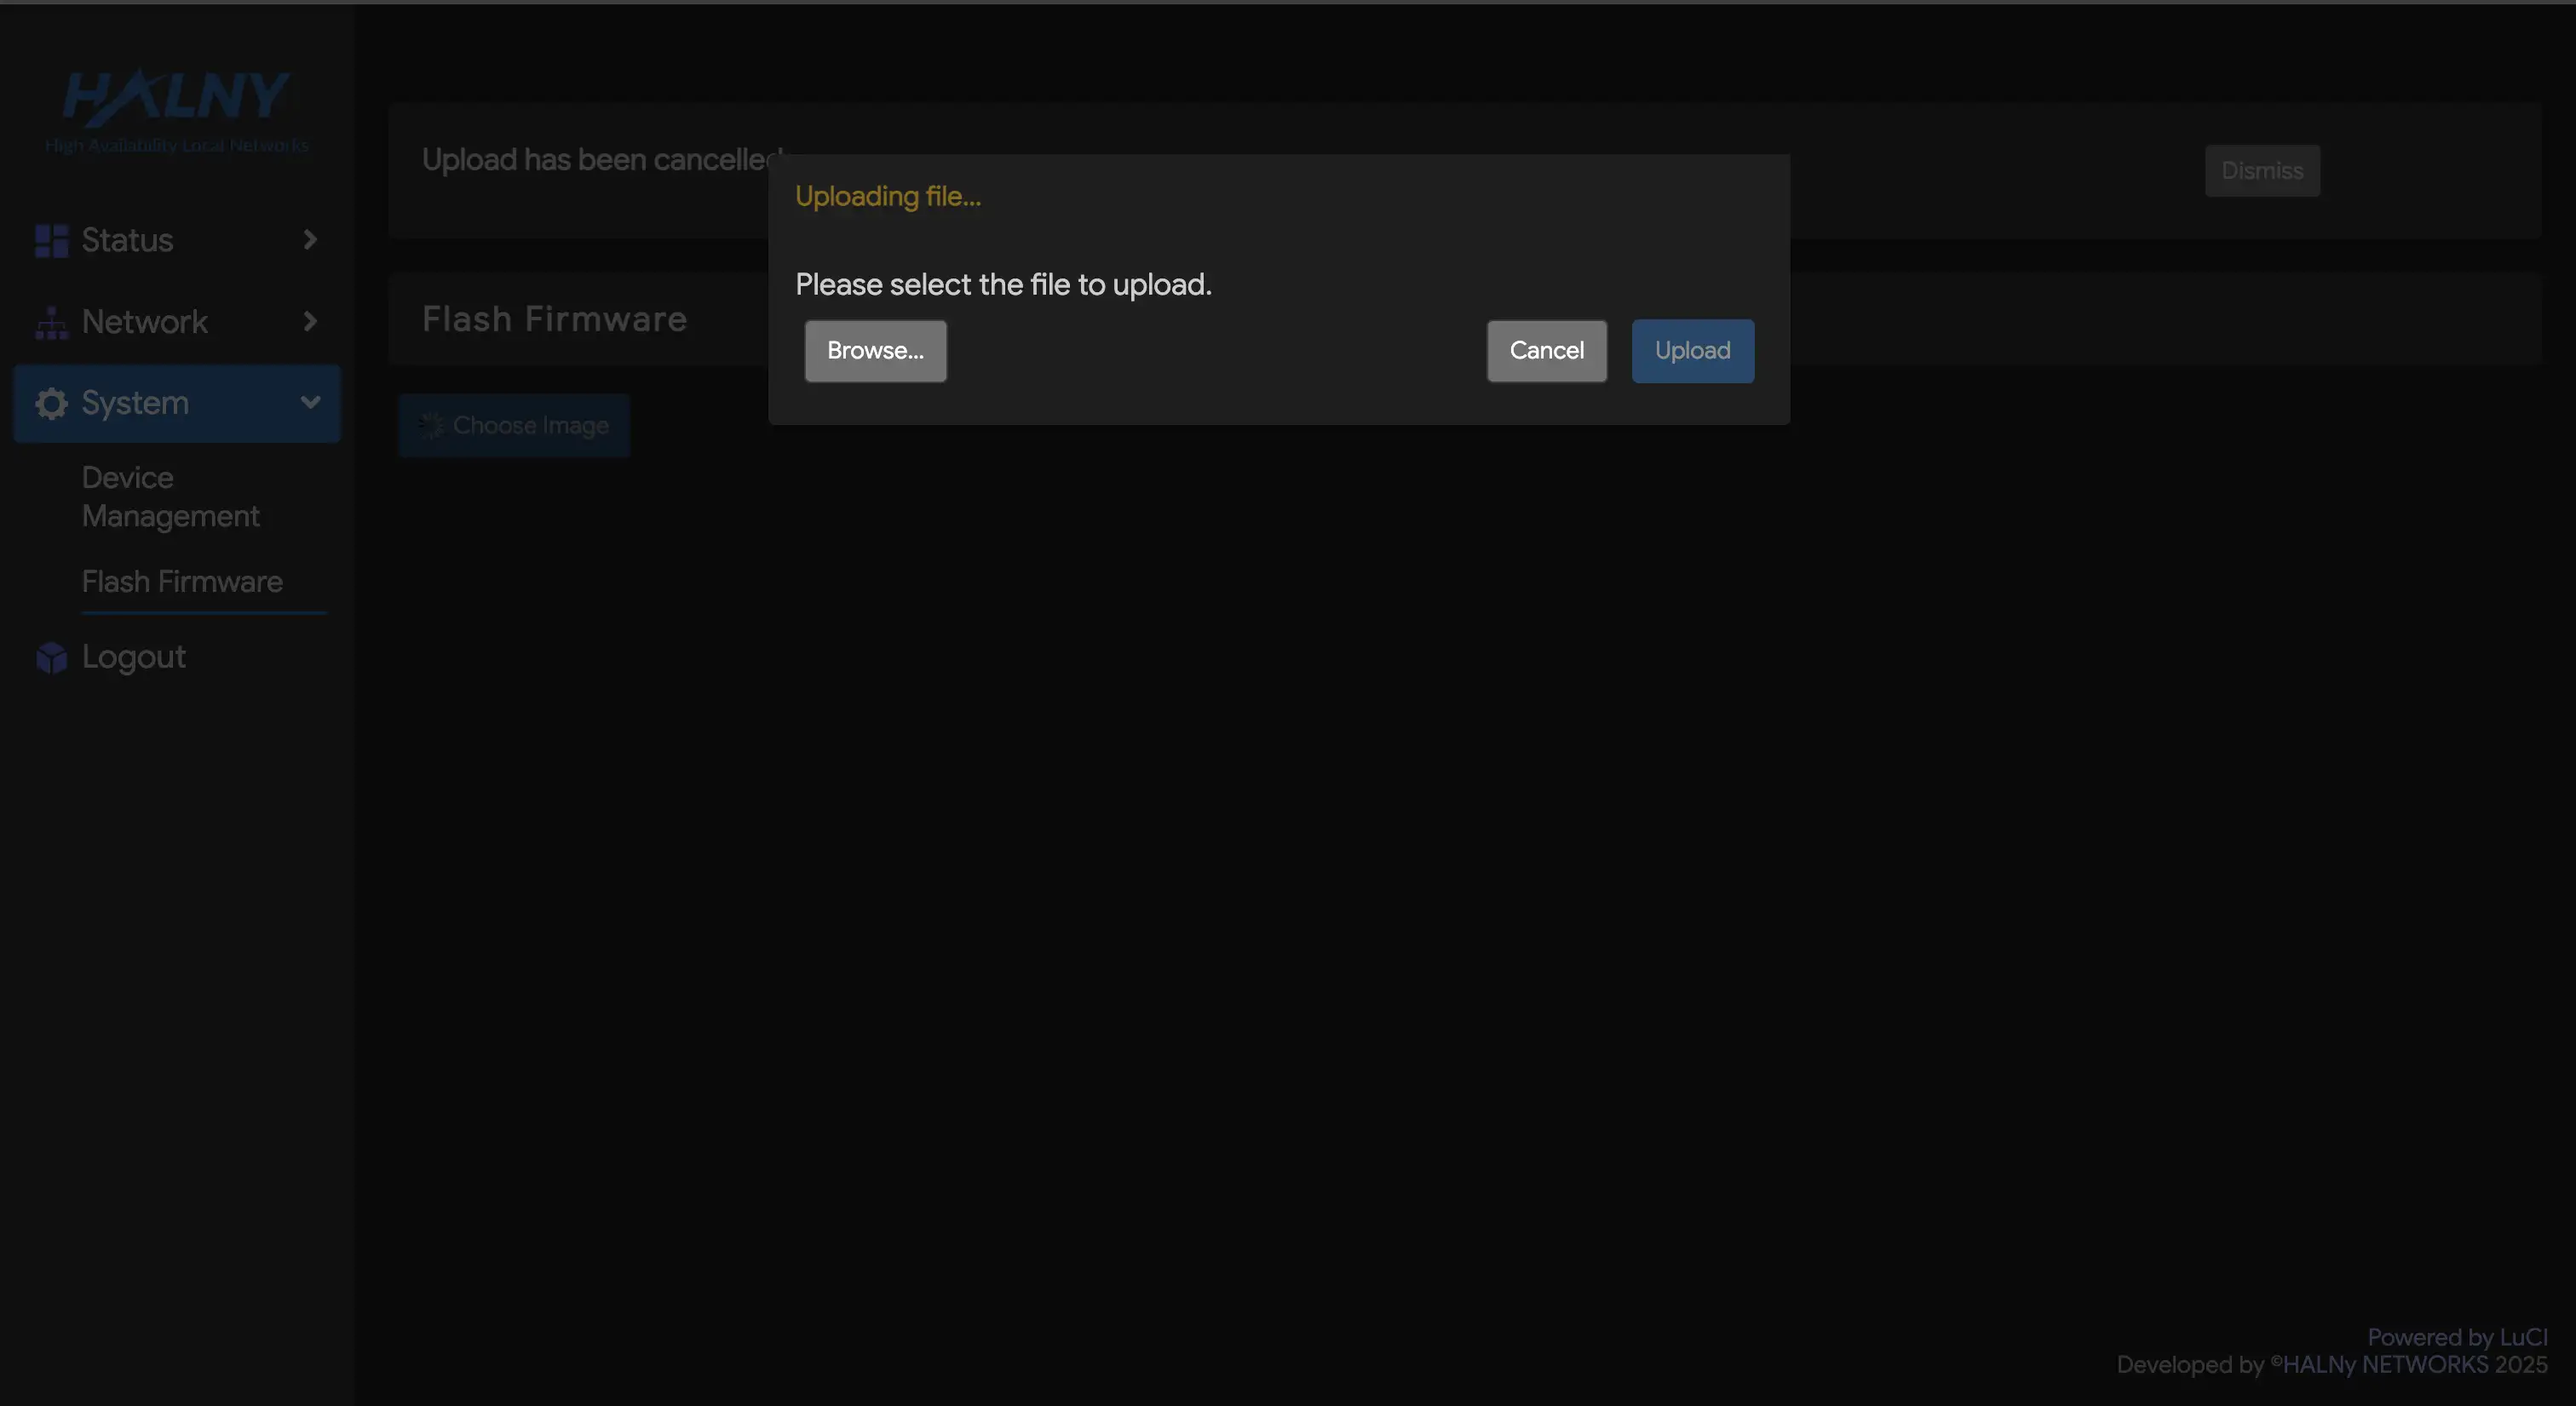 HALNY
High Availability Local Networks
Status
Network
System
Device
Management
Flash Firmware
Logout
Upload has been cancelled
Dismiss
Flash Firmware
Choose Image
Uploading file...
Please select the file to upload.
Browse...
Cancel
Upload
Powered by LuCI
Developed by ©HALNy NETWORKS 2025